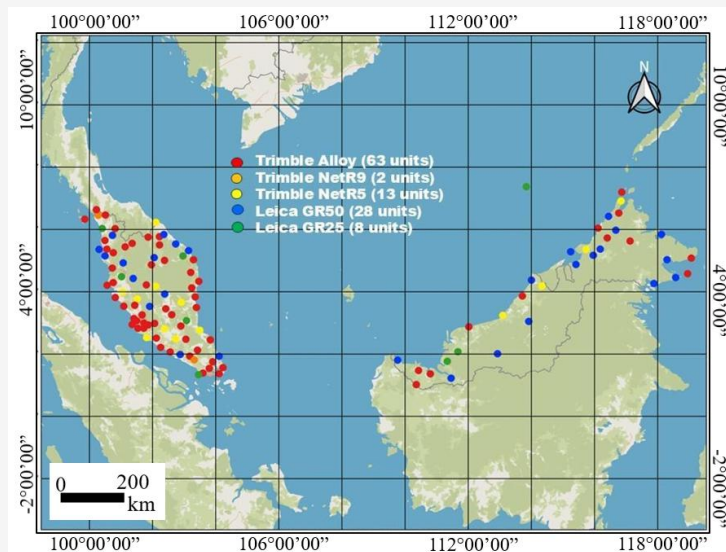 100°00'00’’ 106°00'00’’ 112°00'00’’ 118°00'00’’
10°00'00’’ 10°00'00’’
N
Trimble Alloy (63 units)
Trimble NetR9 (2 units)
Trimble NetR5 (13 units)
Leica GR50 (28 units)
Leica GR25 (8 units)
4°00'00’’ 4°00'00’’
-2°00'00’’ -2°00'00’’
0 200
km
100°00'00’’ 106°00'00’’ 112°00'00’’ 118°00'00’’